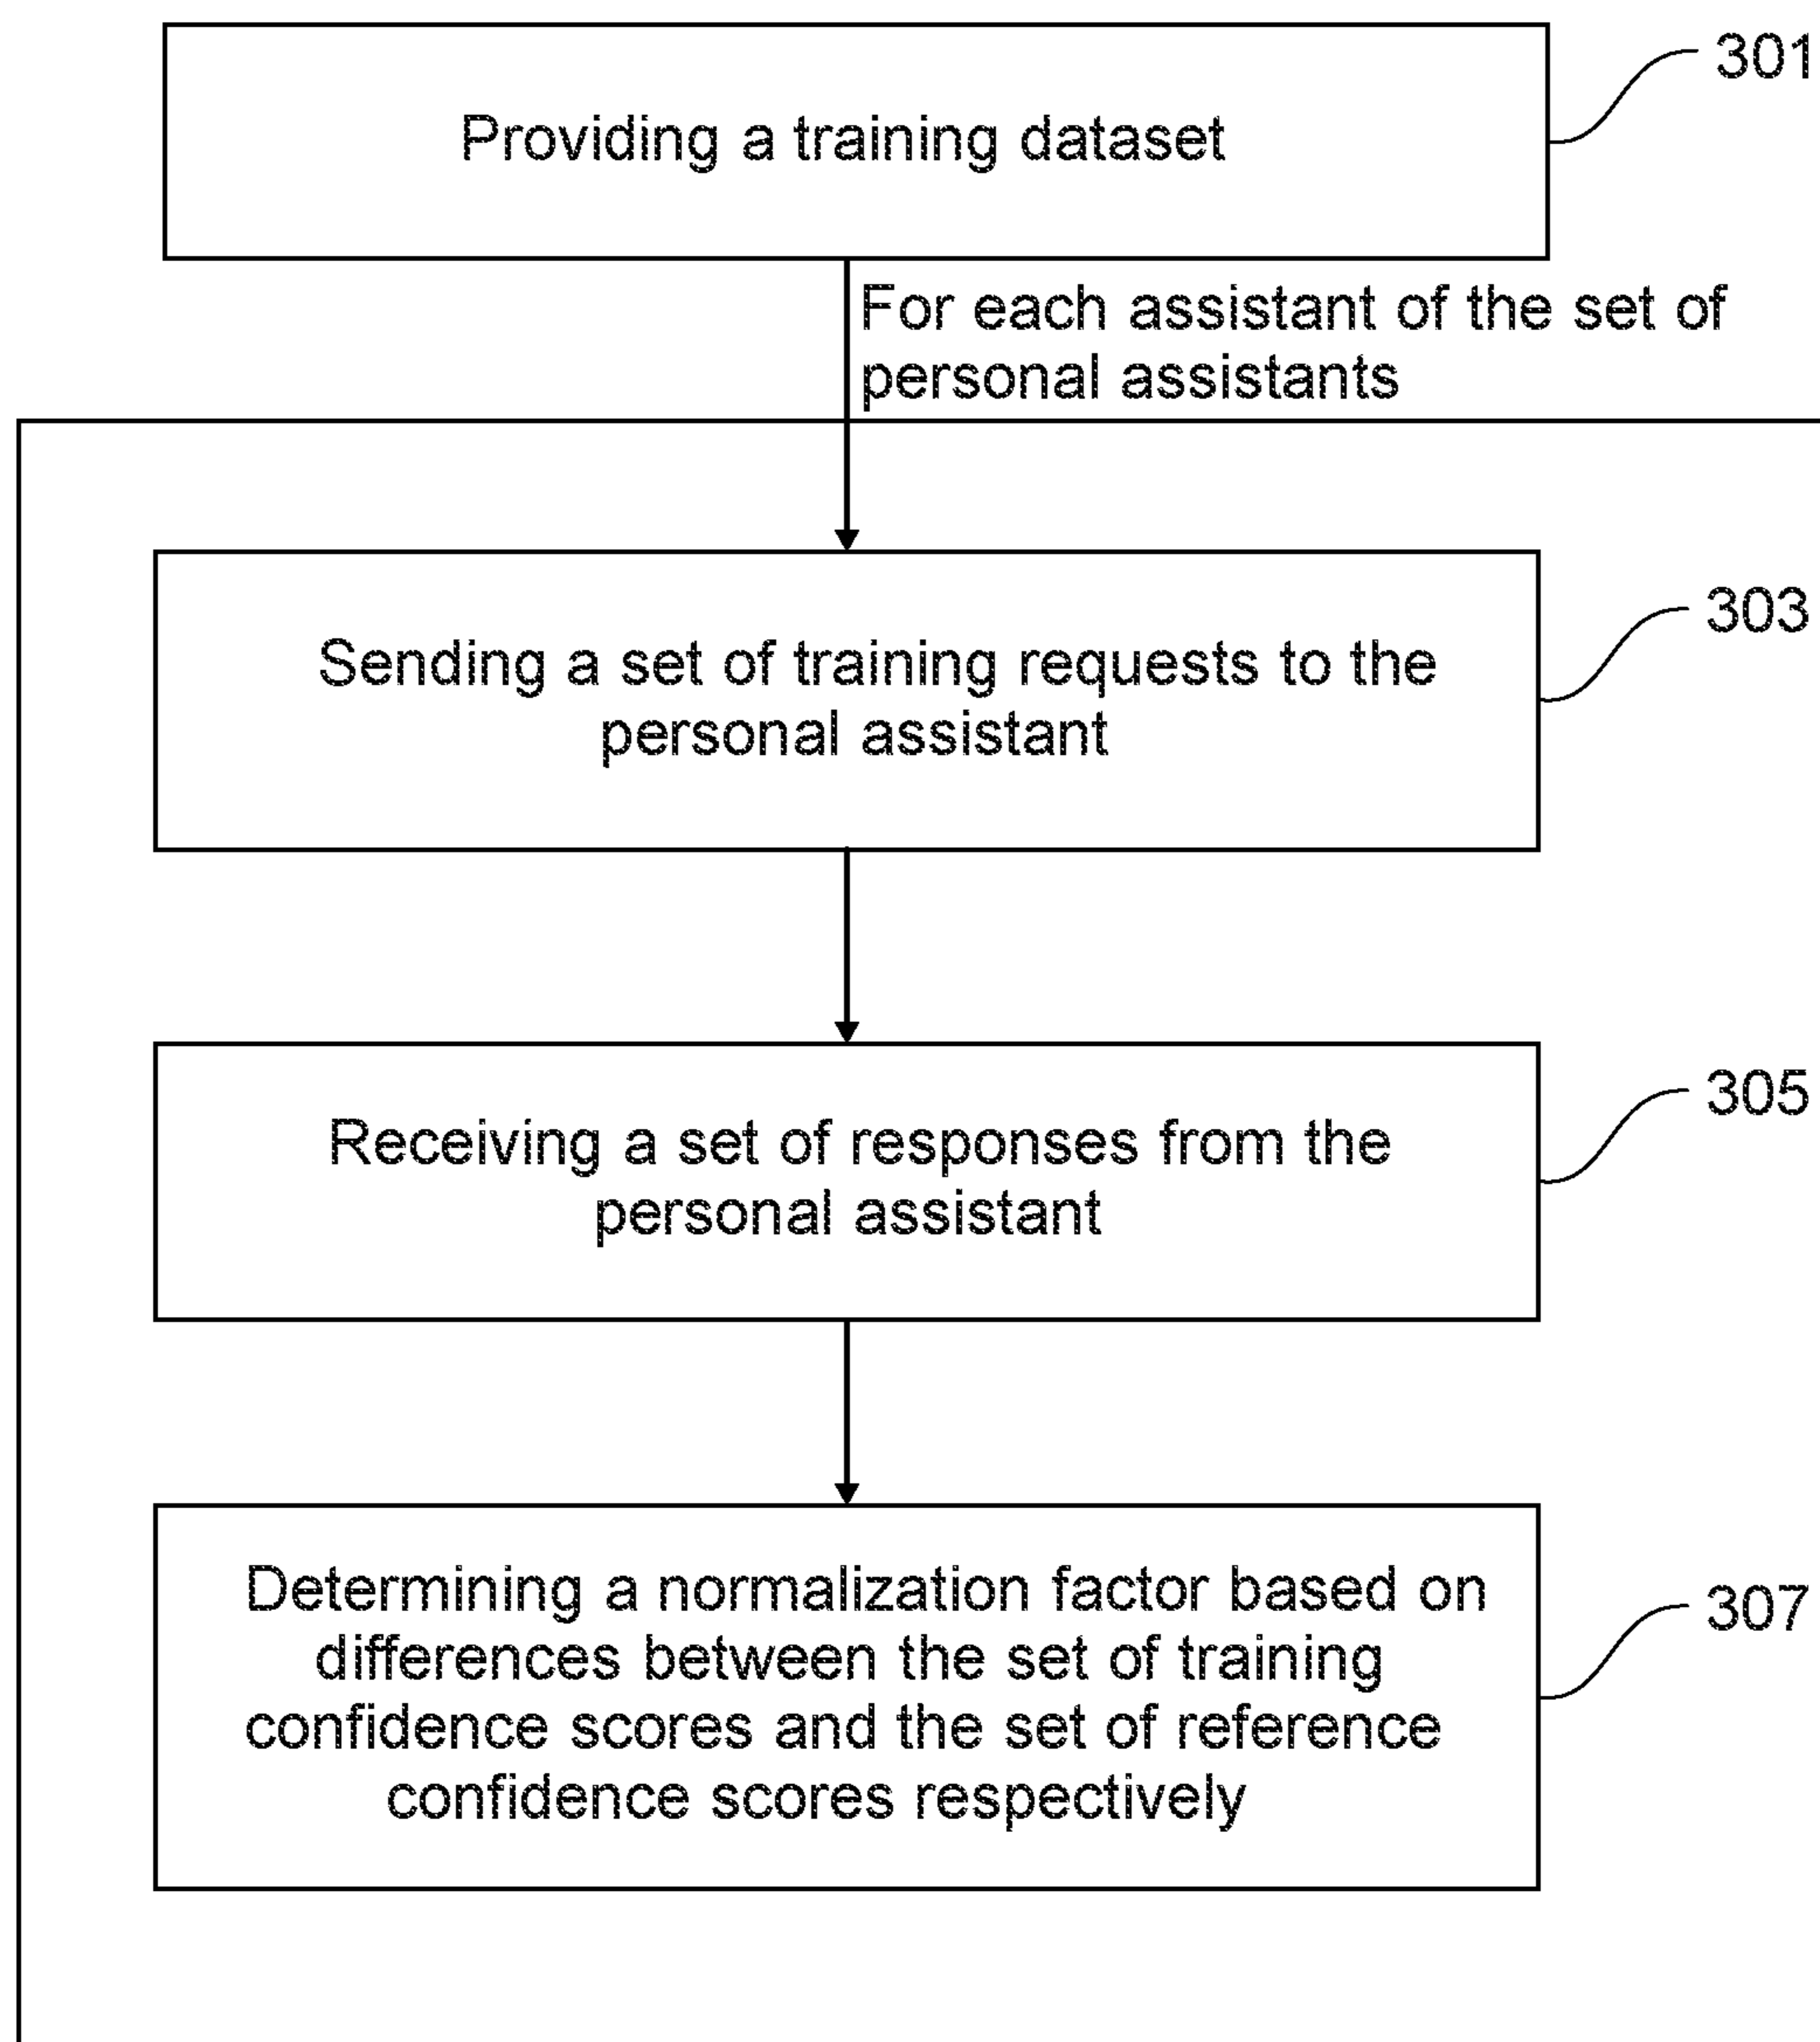 301
Providing a training dataset
For each assistant of the set of
personal assistants
303
Sending a set of training requests to the
personal assistant
305
Receiving a set of responses from the
personal assistant
307
Determining a normalization factor based on
differences between the set of training
confidence scores and the set of reference
confidence scores respectively